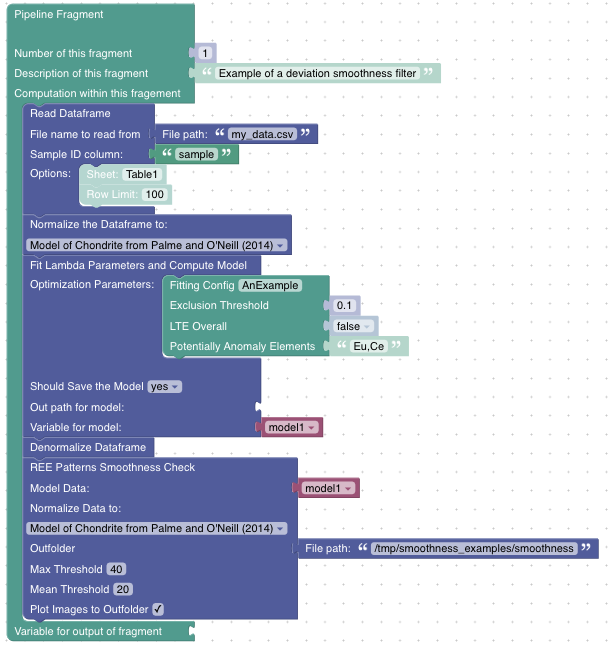 Pipeline Fragment
Number of this fragment 1
Description of this fragment “ Example of a deviation smoothness filter ”
Computation within this fragement
Read Dataframe
File name to read from File path: “ my_data.csv ”
Sample ID column: “ sample ”
Options: Sheet: Table1
Row Limit: 100
Normalize the Dataframe to:
Model of Chondrite from Palme and O'Neill (2014)
Fit Lambda Parameters and Compute Model
Optimization Parameters: Fitting Config AnExample
Exclusion Threshold 0.1
LTE Overall false
Potentially Anomaly Elements “ Eu,Ce ”
Should Save the Model yes
Out path for model:
Variable for model: model1
Denormalize Dataframe
REE Patterns Smoothness Check
Model Data: model1
Normalize Data to:
Model of Chondrite from Palme and O'Neill (2014)
Outfolder File path: “ /tmp/smoothness_examples/smoothness ”
Max Threshold 40
Mean Threshold 20
Plot Images to Outfolder ✓
Variable for output of fragment